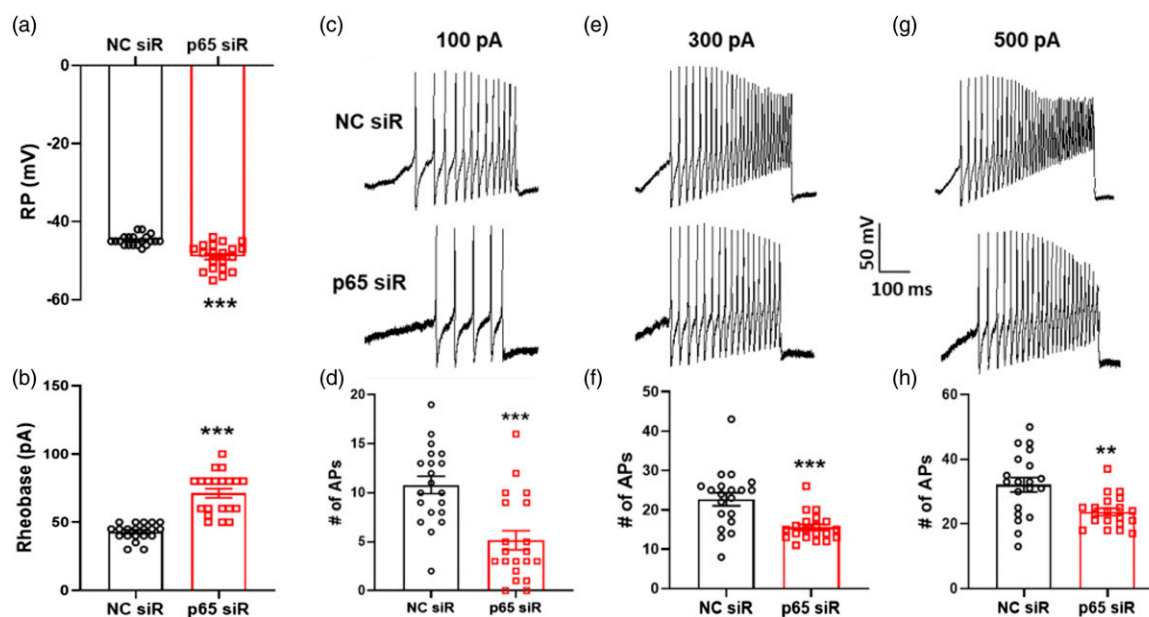 (a)
NC siR p65 siR
0
-20
-40
-60
RP (mV)
***
(b)
150
100
50
0
Rheobase (pA)
***
NC siR p65 siR
(c)
100 pA
NC siR
p65 siR
(d)
20
15
10
5
0
# of APs
***
NC siR p65 siR
(e)
300 pA
(f)
50
40
30
20
10
0
# of APs
***
NC siR p65 siR
(g)
500 pA
50 mV
100 ms
(h)
60
40
20
0
# of APs
**
NC siR p65 siR